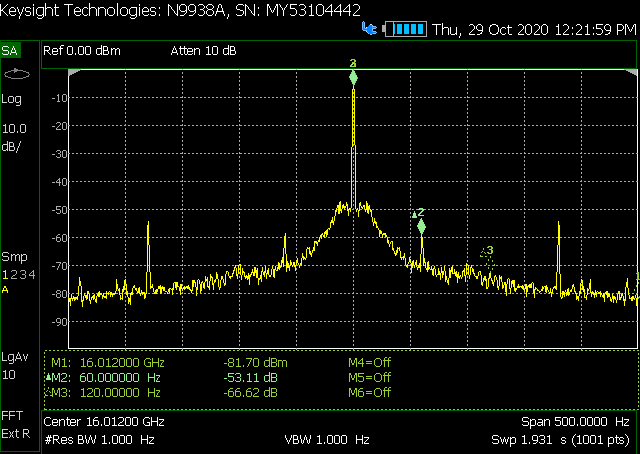 Keysight Technologies: N9938A, SN: MY53104442
Thu, 29 Oct 2020 12:21:59 PM
SA
Ref 0.00 dBm Atten 10 dB
Log
10.0
dB/
-10
-20
-30
-40
-50
-60
-70
-80
-90
2
3
1
Smp
1 2 3 4
A
LgAv
10
FFT
Ext R
M1: 16.012000 GHz -81.70 dBm M4=Off
M2: 60.000000 Hz -53.11 dB M5=Off
M3: 120.00000 Hz -66.62 dB M6=Off
Center 16.01200 GHz Span 500.0000 Hz
#Res BW 1.000 Hz VBW 1.000 Hz Swp 1.931 s (1001 pts)